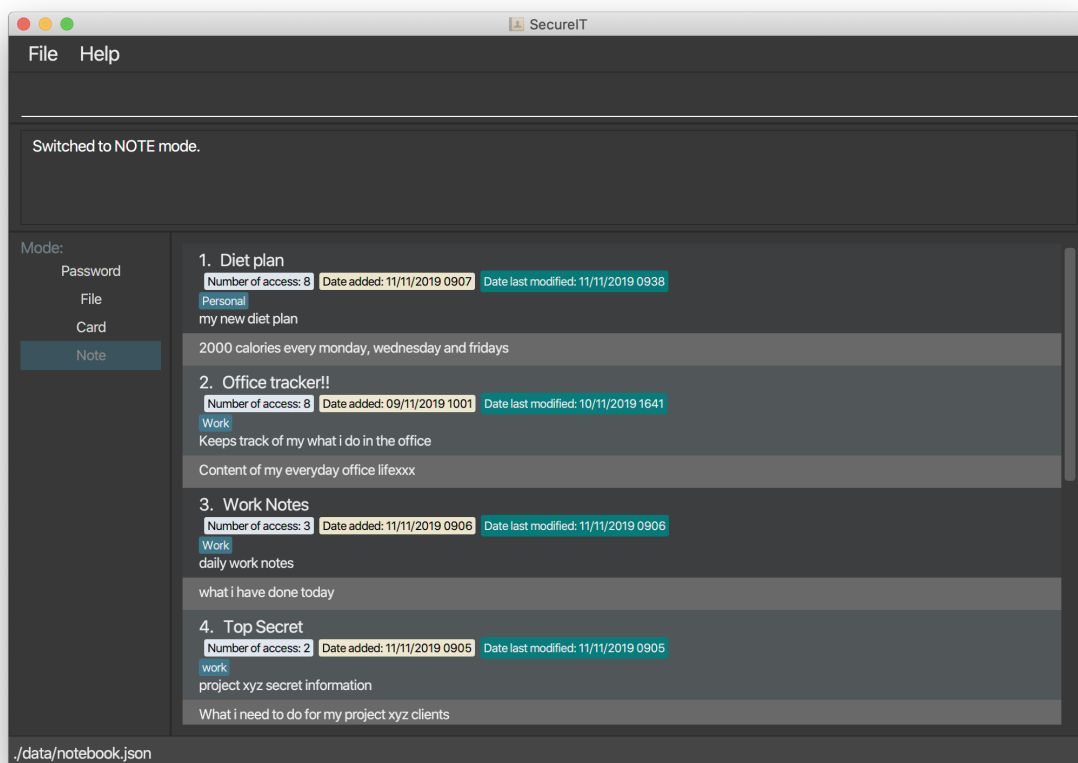 SecureIT
File Help
Switched to NOTE mode.
Mode:
Password
File
Card
Note
1. Diet plan
Number of access: 8 Date added: 11/11/2019 0907 Date last modified: 11/11/2019 0938
Personal
my new diet plan
2000 calories every monday, wednesday and fridays
2. Office tracker!!
Number of access: 8 Date added: 09/11/2019 1001 Date last modified: 10/11/2019 1641
Work
Keeps track of my what i do in the office
Content of my everyday office lifexxx
3. Work Notes
Number of access: 3 Date added: 11/11/2019 0906 Date last modified: 11/11/2019 0906
Work
daily work notes
what i have done today
4. Top Secret
Number of access: 2 Date added: 11/11/2019 0905 Date last modified: 11/11/2019 0905
work
project xyz secret information
What i need to do for my project xyz clients
./data/notebook.json